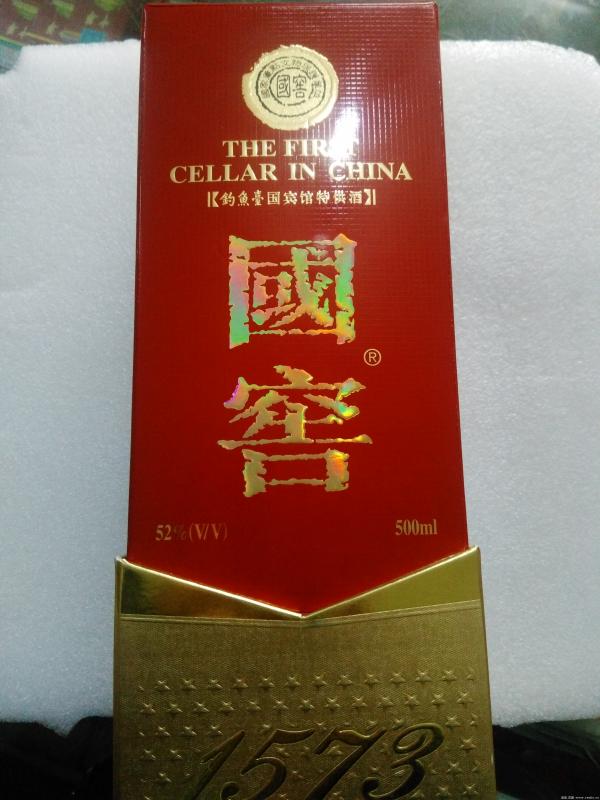 國窖
THE FIRST
CELLAR IN CHINA
【釣魚臺国宾馆特供酒】
國
窖
®
52%(V/V)
500ml
1573